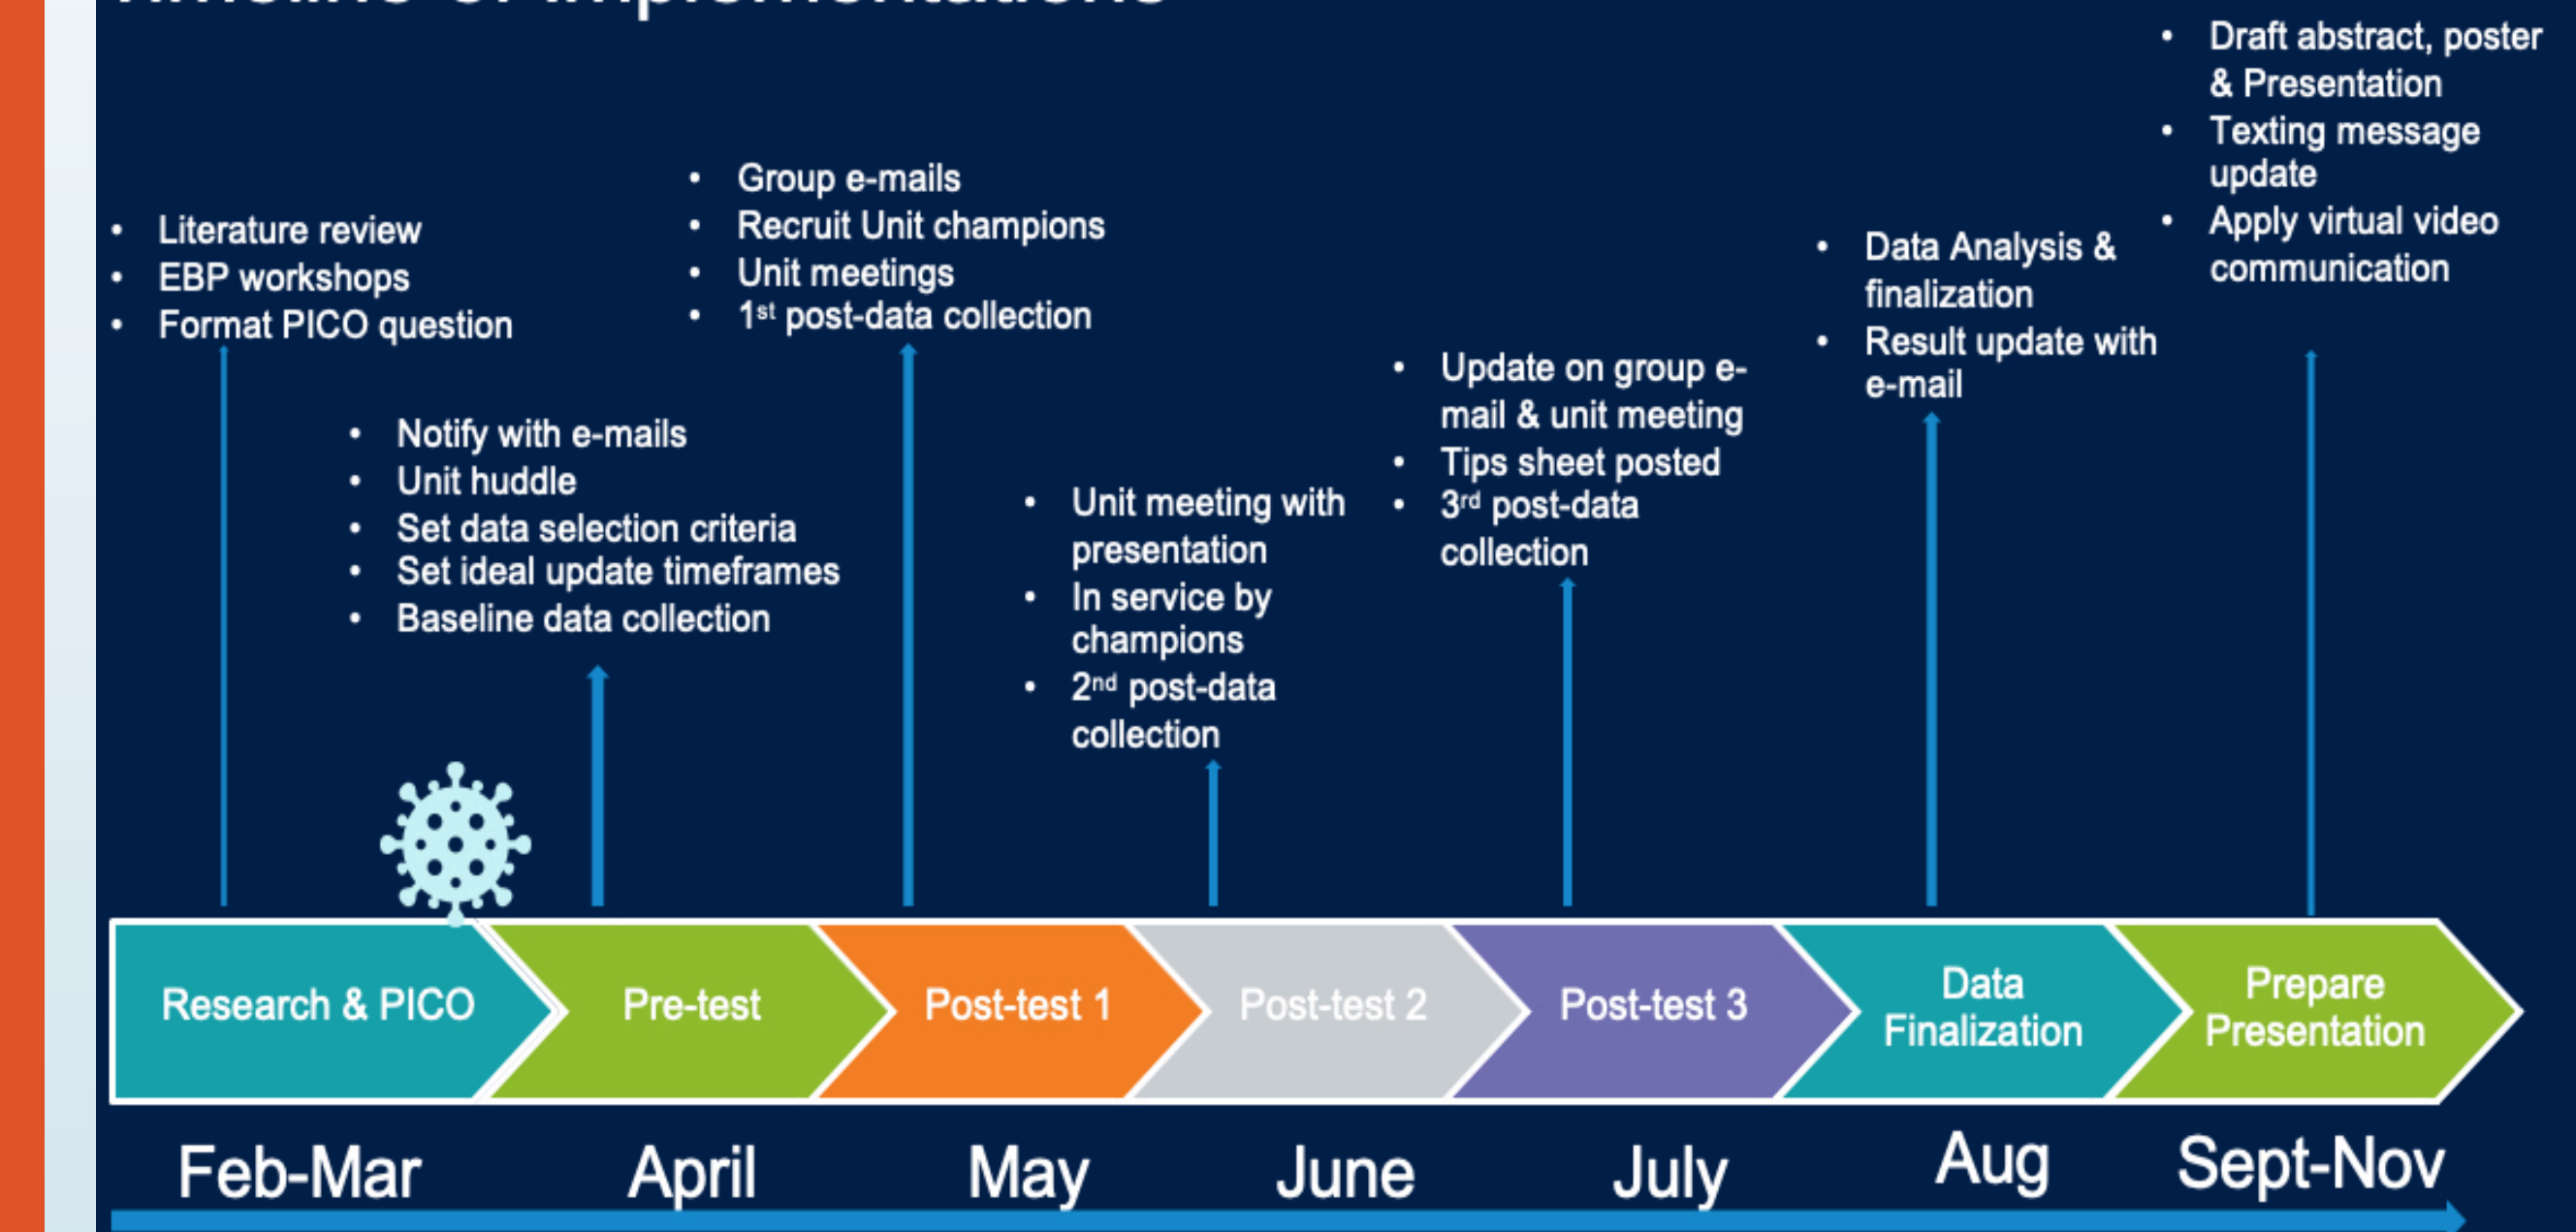 Timeline of Implementations
• Literature review
• EBP workshops
• Format PICO question
• Notify with e-mails
• Unit huddle
• Set data selection criteria
• Set ideal update timeframes
• Baseline data collection
• Group e-mails
• Recruit Unit champions
• Unit meetings
• 1st post-data collection
• Unit meeting with
presentation
• In service by
champions
• 2nd post-data
collection
• Update on group e-
mail & unit meeting
• Tips sheet posted
• 3rd post-data
collection
• Data Analysis &
finalization
• Result update with
e-mail
• Draft abstract, poster
& Presentation
• Texting message
update
• Apply virtual video
communication
Research & PICO
Pre-test
Post-test 1
Post-test 2
Post-test 3
Data
Finalization
Prepare
Presentation
Feb-Mar
April
May
June
July
Aug
Sept-Nov